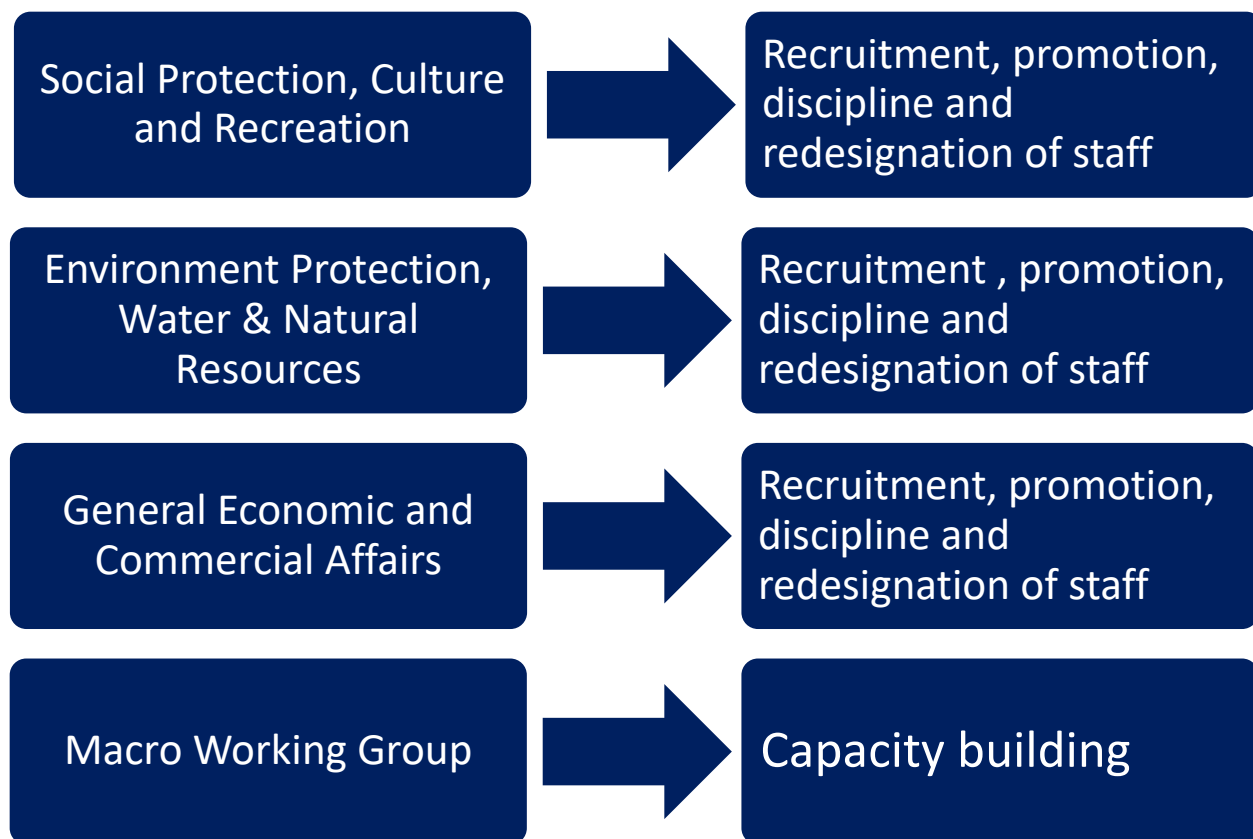 Social Protection, Culture
and Recreation
Recruitment, promotion,
discipline and
redesignation of staff
Environment Protection,
Water & Natural
Resources
Recruitment , promotion,
discipline and
redesignation of staff
General Economic and
Commercial Affairs
Recruitment, promotion,
discipline and
redesignation of staff
Macro Working Group
Capacity building